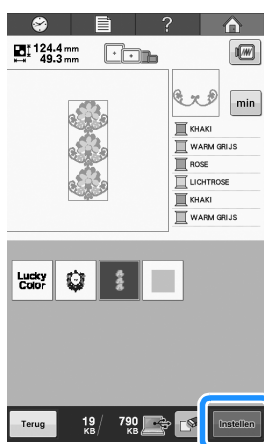 ?
124.4 mm
49.3 mm
min
KHAKI
WARM GRIJS
ROSE
LICHTROSE
KHAKI
WARM GRIJS
Lucky
Color
Terug
19 KB / 790 KB
Instellen